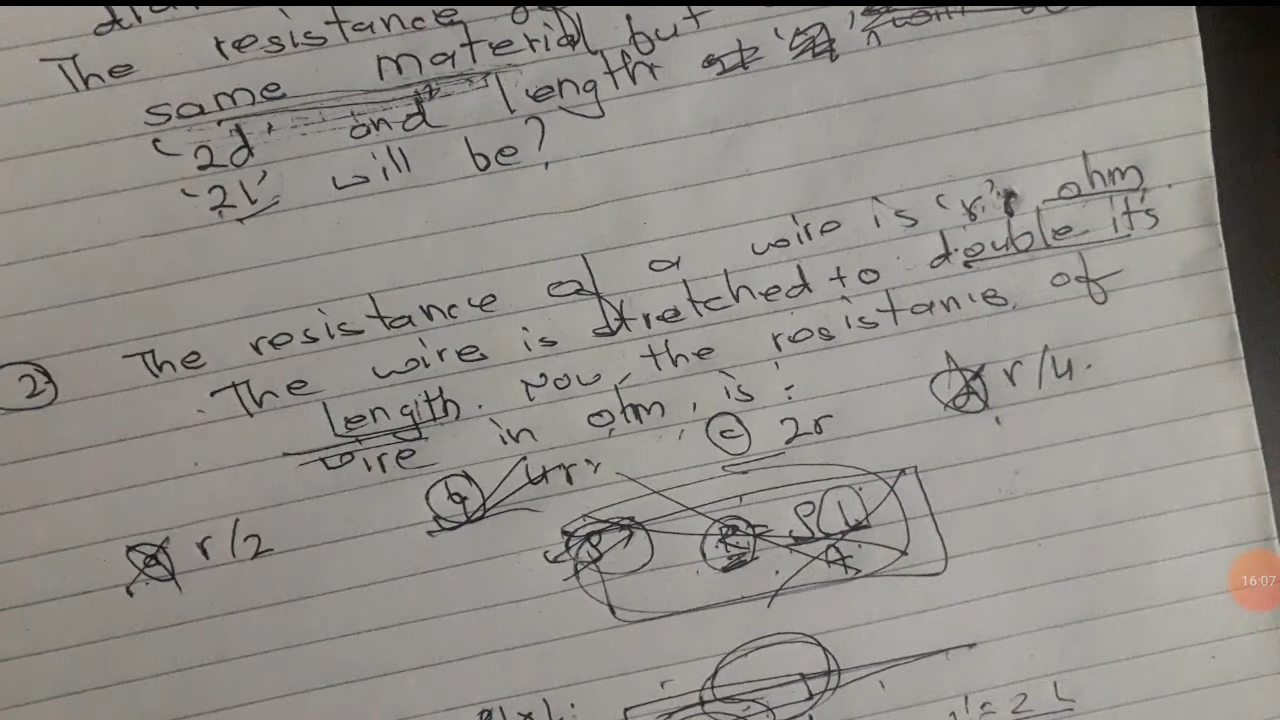 The resistance of
same material, but
'2d' and length
'2l' will be?
2) The resistance of a wire is 'r' ohm.
The wire is stretched to double it's
length. Now, the resistance of
wire in ohm, is:
r/2 b 4r c 2r r/4.
R = ρ(L)
A
l' = 2L
16:07